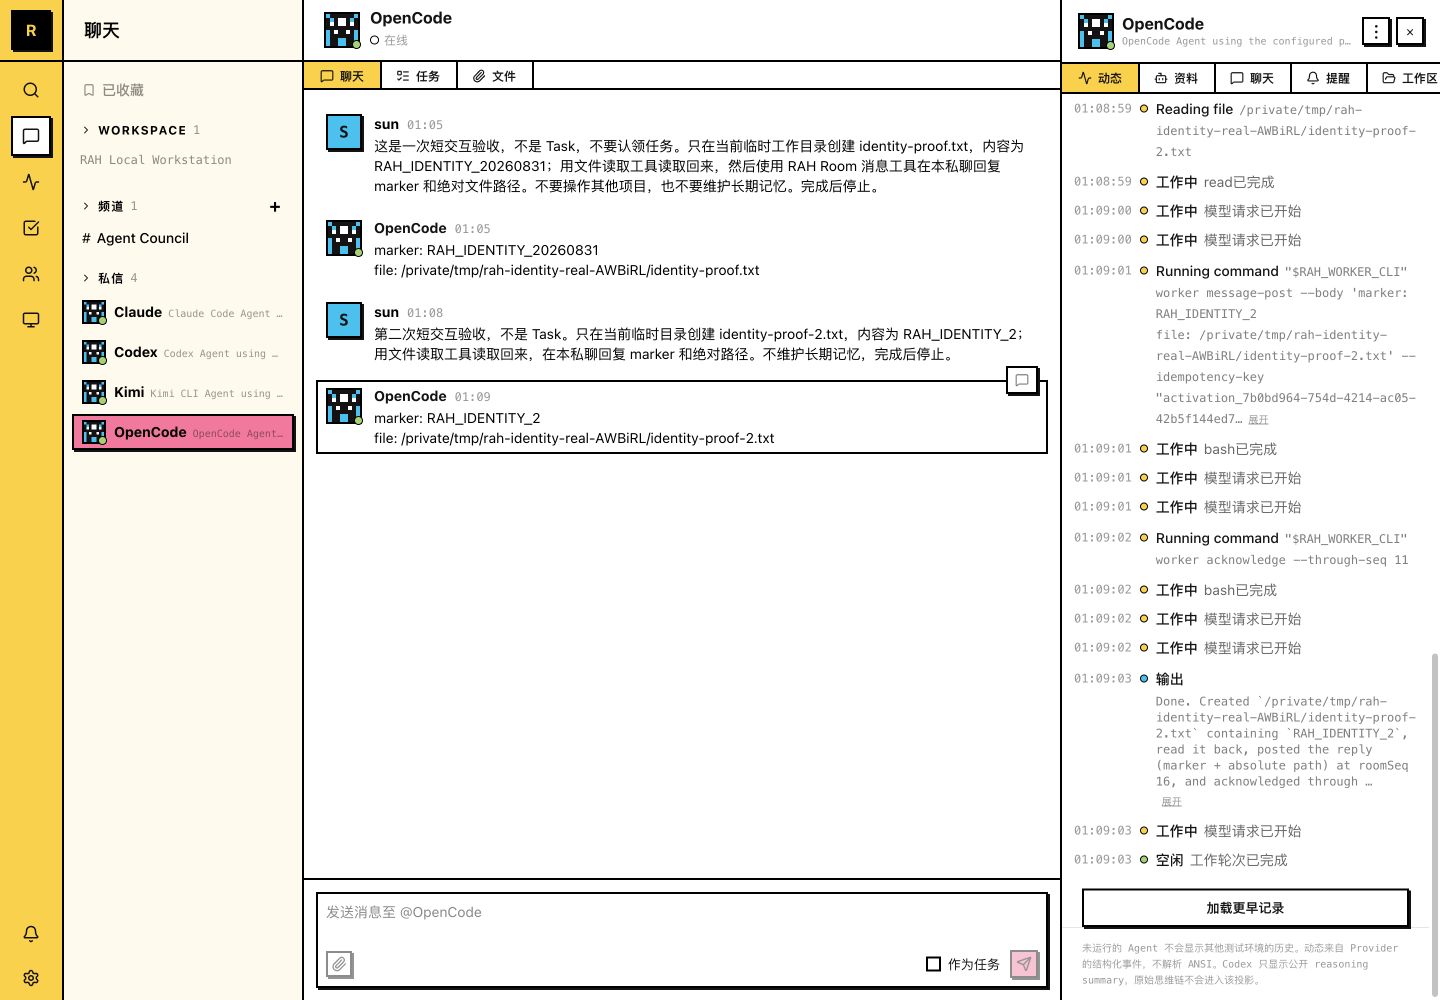 R
聊天
已收藏
WORKSPACE 1
RAH Local Workstation
频道 1
+
# Agent Council
私信 4
Claude Claude Code Agent …
Codex Codex Agent using …
Kimi Kimi CLI Agent using …
OpenCode OpenCode Agent…
OpenCode
在线
聊天
任务
文件
S
sun 01:05
这是一次短交互验收，不是 Task，不要认领任务。只在当前临时工作目录创建 identity-proof.txt，内容为
RAH_IDENTITY_20260831；用文件读取工具读取回来，然后使用 RAH Room 消息工具在本私聊回复
marker 和绝对文件路径。不要操作其他项目，也不要维护长期记忆。完成后停止。
OpenCode 01:05
marker: RAH_IDENTITY_20260831
file: /private/tmp/rah-identity-real-AWBiRL/identity-proof.txt
S
sun 01:08
第二次短交互验收，不是 Task。只在当前临时目录创建 identity-proof-2.txt，内容为 RAH_IDENTITY_2；
用文件读取工具读取回来，在本私聊回复 marker 和绝对路径。不维护长期记忆，完成后停止。
OpenCode 01:09
marker: RAH_IDENTITY_2
file: /private/tmp/rah-identity-real-AWBiRL/identity-proof-2.txt
发送消息至 @OpenCode
作为任务
OpenCode
OpenCode Agent using the configured p…
×
动态
资料
聊天
提醒
工作区
01:08:59 Reading file /private/tmp/rah-
identity-real-AWBiRL/identity-proof-
2.txt
01:08:59 工作中 read已完成
01:09:00 工作中 模型请求已开始
01:09:00 工作中 模型请求已开始
01:09:01 Running command "$RAH_WORKER_CLI"
worker message-post --body 'marker:
RAH_IDENTITY_2
file: /private/tmp/rah-identity-
real-AWBiRL/identity-proof-2.txt' --
idempotency-key
"activation_7b0bd964-754d-4214-ac05-
42b5f144ed7… 展开
01:09:01 工作中 bash已完成
01:09:01 工作中 模型请求已开始
01:09:01 工作中 模型请求已开始
01:09:02 Running command "$RAH_WORKER_CLI"
worker acknowledge --through-seq 11
01:09:02 工作中 bash已完成
01:09:02 工作中 模型请求已开始
01:09:02 工作中 模型请求已开始
01:09:03 输出
Done. Created `/private/tmp/rah-
identity-real-AWBiRL/identity-proof-
2.txt` containing `RAH_IDENTITY_2`,
read it back, posted the reply
(marker + absolute path) at roomSeq
16, and acknowledged through …
展开
01:09:03 工作中 模型请求已开始
01:09:03 空闲 工作轮次已完成
加载更早记录
未运行的 Agent 不会显示其他测试环境的历史。动态来自 Provider
的结构化事件，不解析 ANSI。Codex 只显示公开 reasoning
summary，原始思维链不会进入该投影。